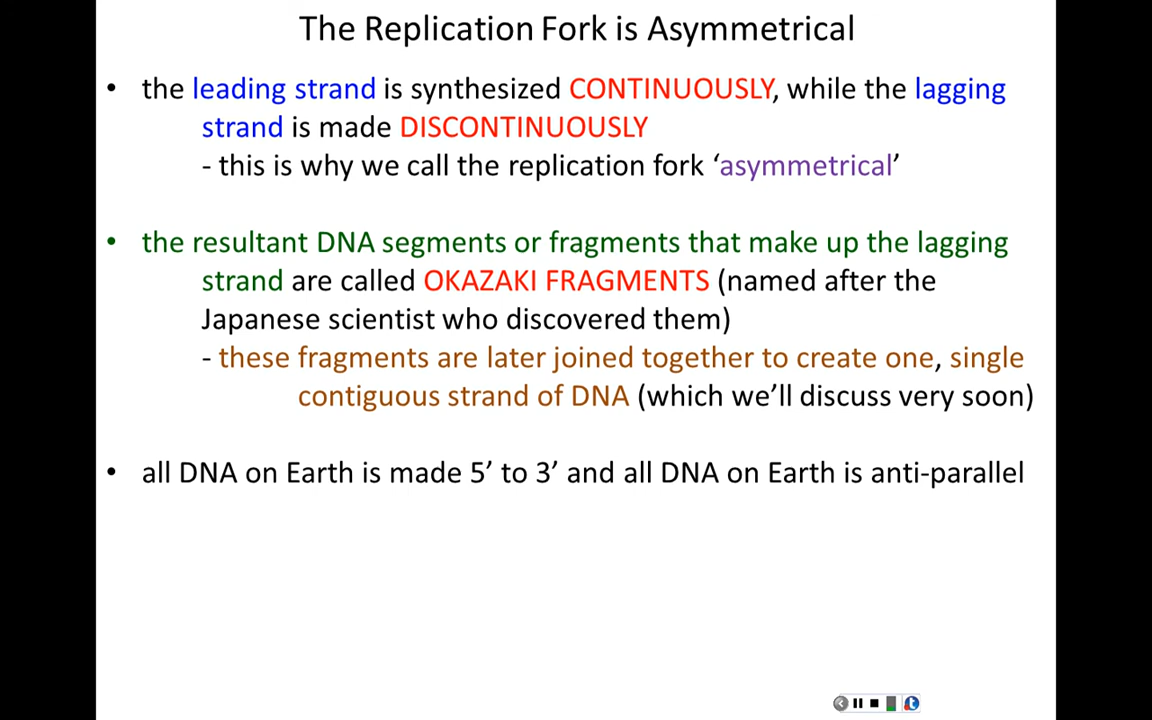 The Replication Fork is Asymmetrical
• the leading strand is synthesized CONTINUOUSLY, while the lagging
strand is made DISCONTINUOUSLY
- this is why we call the replication fork ‘asymmetrical’
• the resultant DNA segments or fragments that make up the lagging
strand are called OKAZAKI FRAGMENTS (named after the
Japanese scientist who discovered them)
- these fragments are later joined together to create one, single
contiguous strand of DNA (which we’ll discuss very soon)
• all DNA on Earth is made 5’ to 3’ and all DNA on Earth is anti-parallel